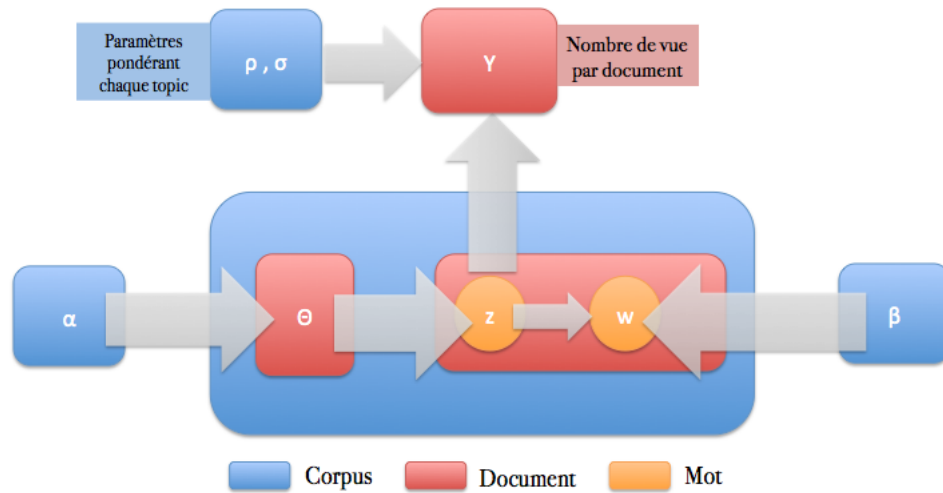 Paramètres
pondérant
chaque topic
ρ , σ
Y
Nombre de vue
par document
α
Θ
z
w
β
Corpus
Document
Mot